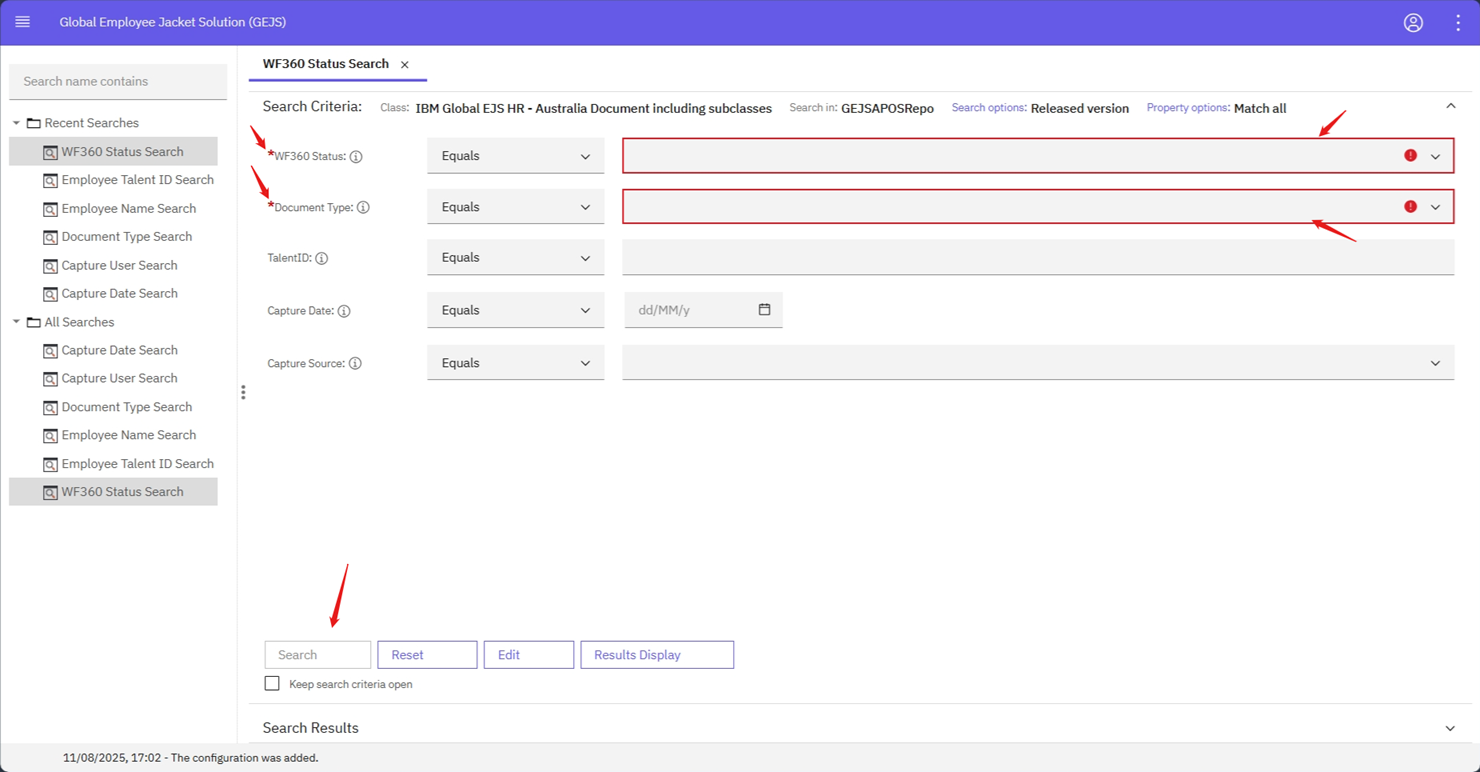 Global Employee Jacket Solution (GEJS)
Search name contains
Recent Searches
WF360 Status Search
Employee Talent ID Search
Employee Name Search
Document Type Search
Capture User Search
Capture Date Search
All Searches
Capture Date Search
Capture User Search
Document Type Search
Employee Name Search
Employee Talent ID Search
WF360 Status Search
WF360 Status Search
Search Criteria: Class: IBM Global EJS HR - Australia Document including subclasses Search in: GEJSAPOSRepo Search options: Released version Property options: Match all
*WF360 Status: Equals
*Document Type: Equals
TalentID: Equals
Capture Date: Equals dd/MM/y
Capture Source: Equals
Search Reset Edit Results Display
Keep search criteria open
Search Results
11/08/2025, 17:02 - The configuration was added.